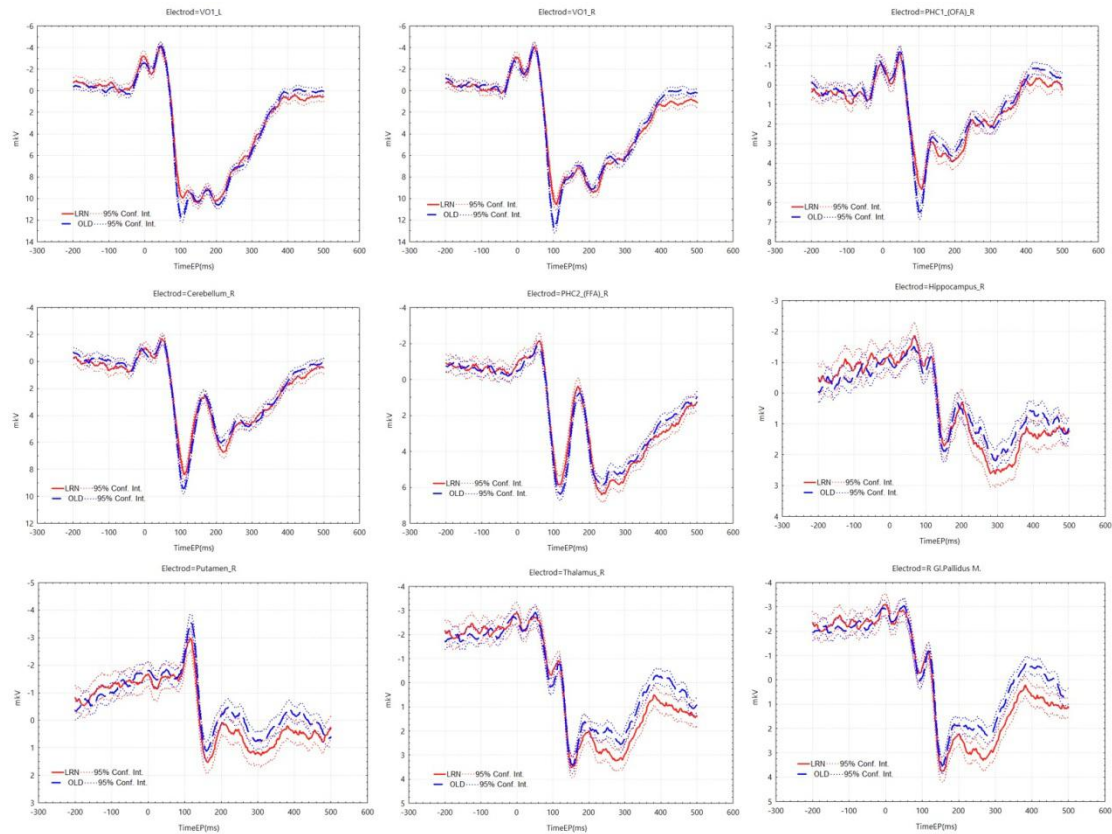 Electrod=VO1_L
-6
-4
-2
0
2
4
6
8
10
12
14
mkV
LRN 95% Conf. Int.
OLD 95% Conf. Int.
-300 -200 -100 0 100 200 300 400 500 600
TimeEP(ms)
Electrod=VO1_R
-6
-4
-2
0
2
4
6
8
10
12
14
mkV
LRN 95% Conf. Int.
OLD 95% Conf. Int.
-300 -200 -100 0 100 200 300 400 500 600
TimeEP(ms)
Electrod=PHC1_(OFA)_R
-3
-2
-1
0
1
2
3
4
5
6
7
8
mkV
LRN 95% Conf. Int.
OLD 95% Conf. Int.
-300 -200 -100 0 100 200 300 400 500 600
TimeEP(ms)
Electrod=Cerebellum_R
-4
-2
0
2
4
6
8
10
12
mkV
LRN 95% Conf. Int.
OLD 95% Conf. Int.
-300 -200 -100 0 100 200 300 400 500 600
TimeEP(ms)
Electrod=PHC2_(FFA)_R
-4
-2
0
2
4
6
8
mkV
LRN 95% Conf. Int.
OLD 95% Conf. Int.
-300 -200 -100 0 100 200 300 400 500 600
TimeEP(ms)
Electrod=Hippocampus_R
-3
-2
-1
0
1
2
3
4
mkV
LRN 95% Conf. Int.
OLD 95% Conf. Int.
-300 -200 -100 0 100 200 300 400 500 600
TimeEP(ms)
Electrod=Putamen_R
-5
-4
-3
-2
-1
0
1
2
3
mkV
LRN 95% Conf. Int.
OLD 95% Conf. Int.
-300 -200 -100 0 100 200 300 400 500 600
TimeEP(ms)
Electrod=Thalamus_R
-4
-3
-2
-1
0
1
2
3
4
5
mkV
LRN 95% Conf. Int.
OLD 95% Conf. Int.
-300 -200 -100 0 100 200 300 400 500 600
TimeEP(ms)
Electrod=R Gl.Pallidus M.
-4
-3
-2
-1
0
1
2
3
4
5
mkV
LRN 95% Conf. Int.
OLD 95% Conf. Int.
-300 -200 -100 0 100 200 300 400 500 600
TimeEP(ms)